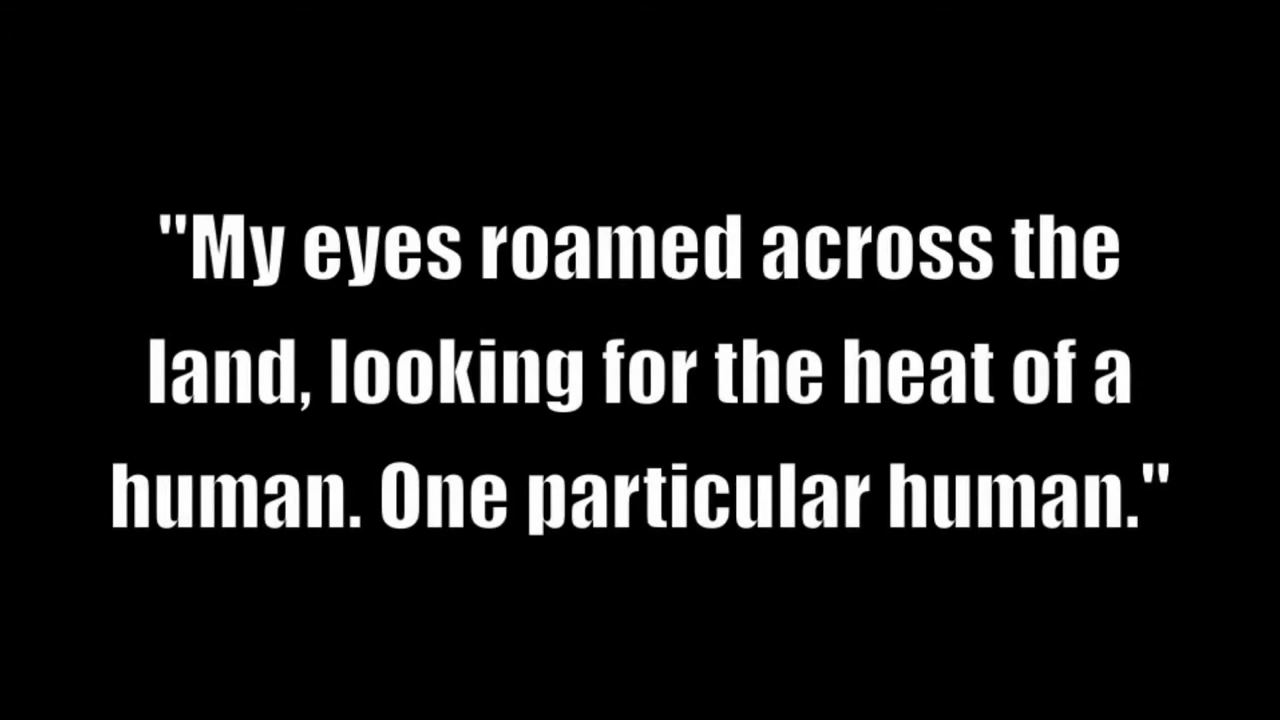 "My eyes roamed across the
land, looking for the heat of a
human. One particular human."